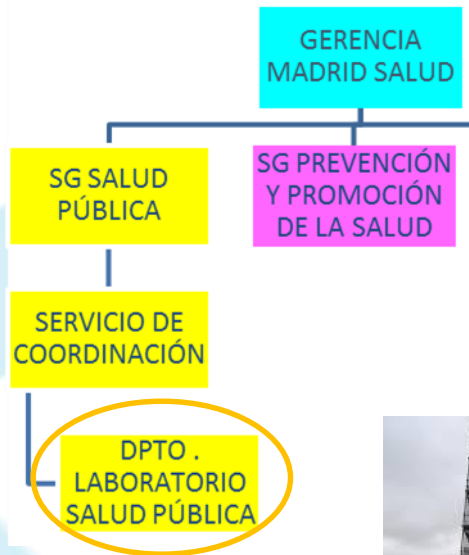 GERENCIA
MADRID SALUD
SG SALUD
PÚBLICA
SG PREVENCIÓN
Y PROMOCIÓN
DE LA SALUD
SERVICIO DE
COORDINACIÓN
DPTO .
LABORATORIO
SALUD PÚBLICA